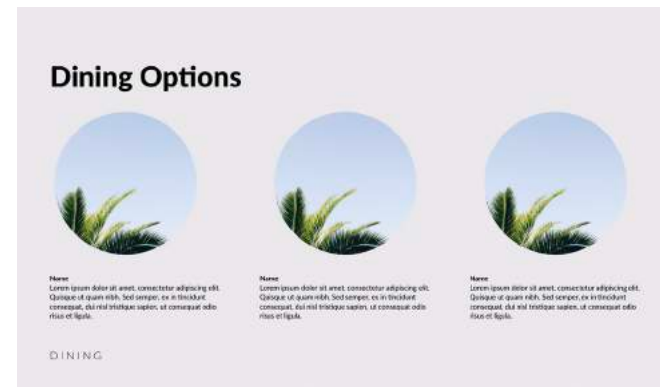 Dining Options
Name
Lorem ipsum dolor sit amet, consectetur adipiscing elit.
Quisque ut quam nibh. Sed semper, ex in tincidunt
consequat, dui nisl tristique sapien, ut consequat odio
risus et ligula.
Name
Lorem ipsum dolor sit amet, consectetur adipiscing elit.
Quisque ut quam nibh. Sed semper, ex in tincidunt
consequat, dui nisl tristique sapien, ut consequat odio
risus et ligula.
Name
Lorem ipsum dolor sit amet, consectetur adipiscing elit.
Quisque ut quam nibh. Sed semper, ex in tincidunt
consequat, dui nisl tristique sapien, ut consequat odio
risus et ligula.
DINING